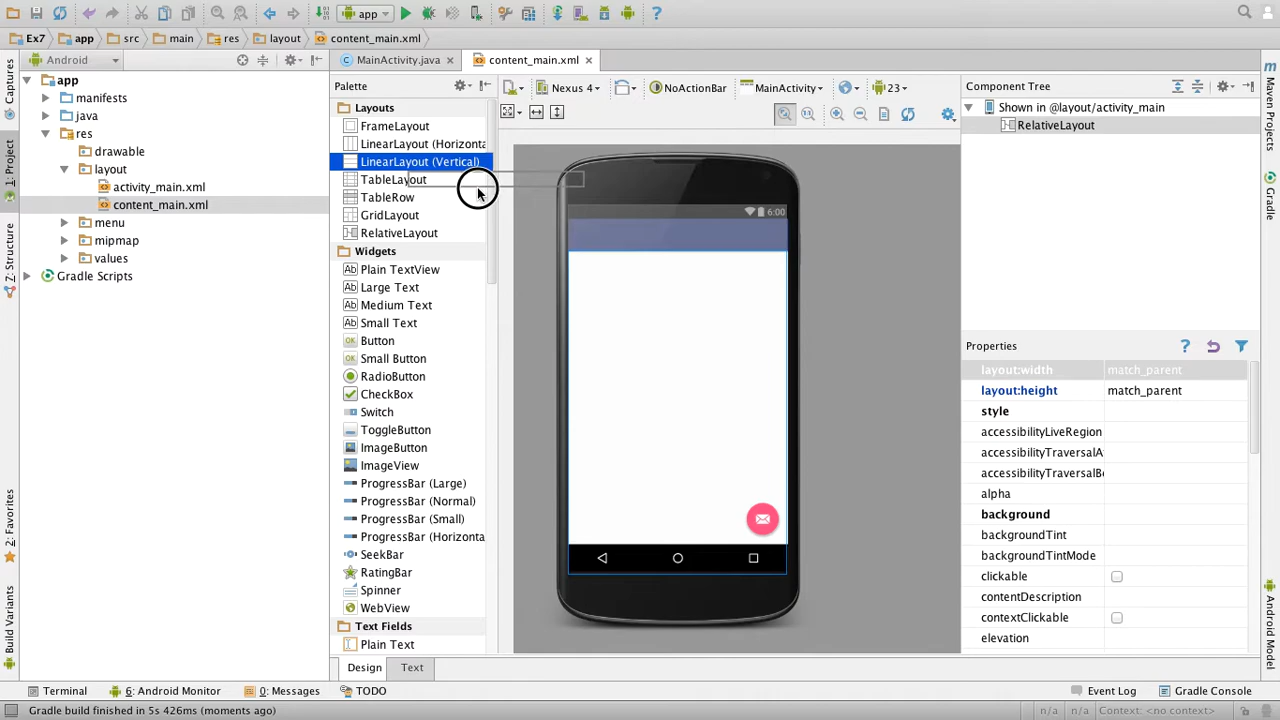 app
Ex7
app
src
main
res
layout
content_main.xml
Android
MainActivity.java
content_main.xml
Captures
1: Project
7: Structure
2: Favorites
Build Variants
app
manifests
java
res
drawable
layout
activity_main.xml
content_main.xml
menu
mipmap
values
Gradle Scripts
Palette
Layouts
FrameLayout
LinearLayout (Horizonta
LinearLayout (Vertical)
TableLayout
TableRow
GridLayout
RelativeLayout
Widgets
Plain TextView
Large Text
Medium Text
Small Text
Button
Small Button
RadioButton
CheckBox
Switch
ToggleButton
ImageButton
ImageView
ProgressBar (Large)
ProgressBar (Normal)
ProgressBar (Small)
ProgressBar (Horizonta
SeekBar
RatingBar
Spinner
WebView
Text Fields
Plain Text
Nexus 4
NoActionBar
MainActivity
23
6:00
Component Tree
Shown in @layout/activity_main
RelativeLayout
Properties
layout:width match_parent
layout:height match_parent
style
accessibilityLiveRegion
accessibilityTraversalA
accessibilityTraversalBe
alpha
background
backgroundTint
backgroundTintMode
clickable
contentDescription
contextClickable
elevation
Maven Projects
Gradle
Android Model
Design Text
Terminal 6: Android Monitor 0: Messages TODO Event Log Gradle Console
Gradle build finished in 5s 426ms (moments ago) n/a n/a Context: <no context>